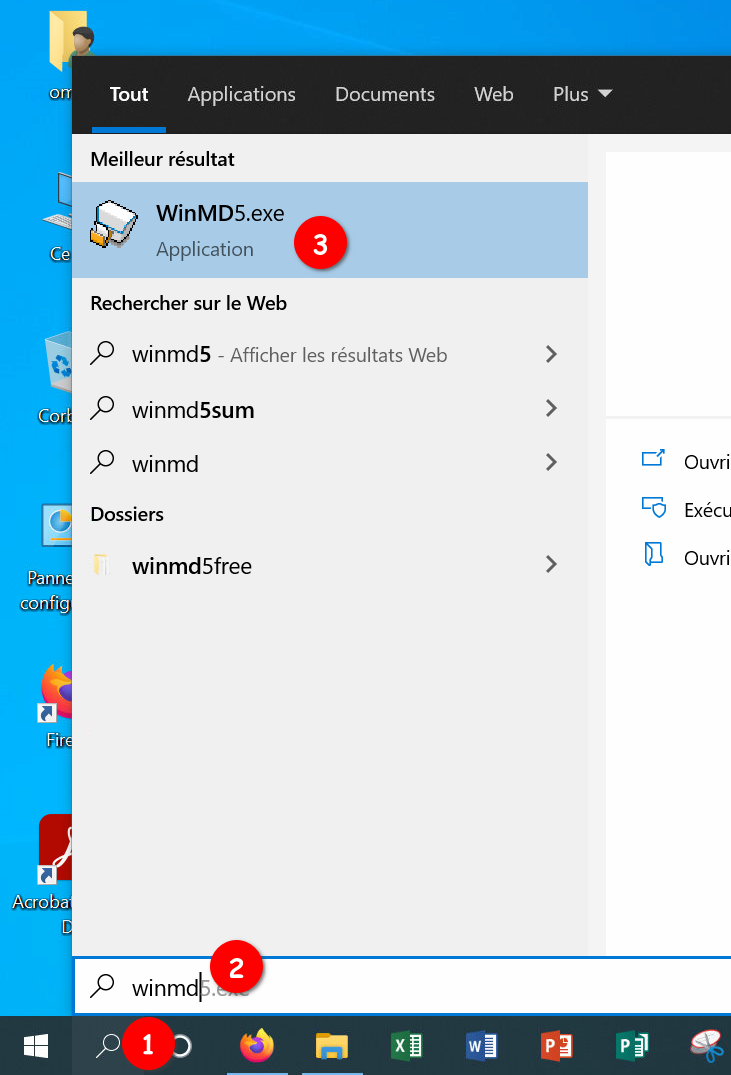 Tout Applications Documents Web Plus
Meilleur résultat
WinMD5.exe
Application
3
Rechercher sur le Web
winmd5 - Afficher les résultats Web
winmd5sum
winmd
Dossiers
winmd5free
Ouvri
Exécu
Ouvri
om
Ce
Corb
Panne
config
Fire
Acrobat
D
winmd5.exe
2
1